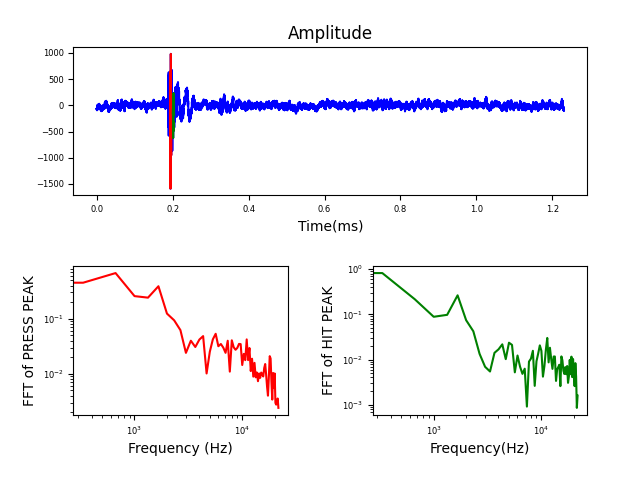 Amplitude
1000
500
0
−500
−1000
−1500
0.0 0.2 0.4 0.6 0.8 1.0 1.2
Time(ms)
FFT of PRESS PEAK
10⁻¹
10⁻²
10³ 10⁴
Frequency (Hz)
FFT of HIT PEAK
10⁰
10⁻¹
10⁻²
10⁻³
10³ 10⁴
Frequency(Hz)